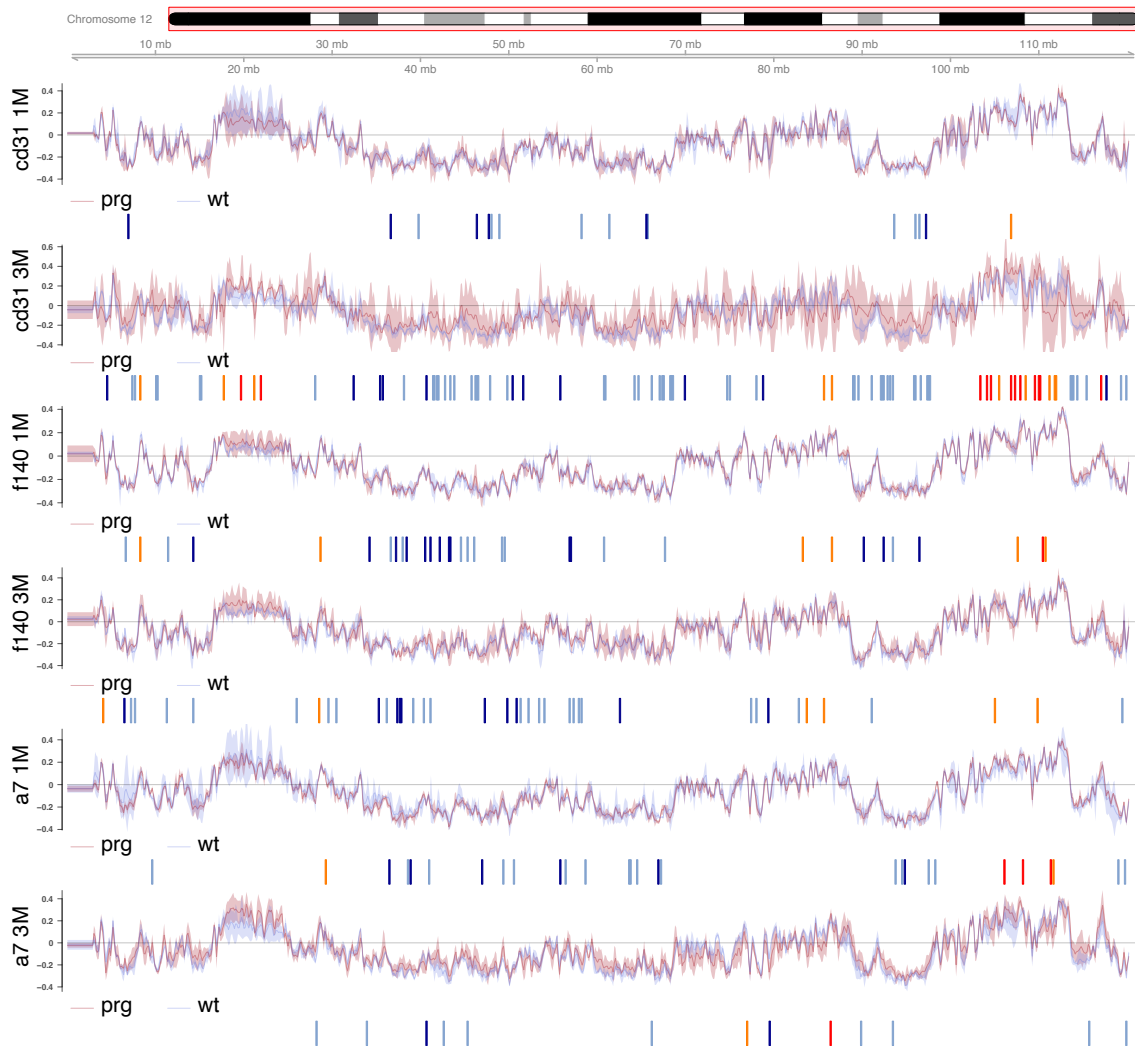 Chromosome 12
10 mb 30 mb 50 mb 70 mb 90 mb 110 mb
20 mb 40 mb 60 mb 80 mb 100 mb
cd31 1M
0.4
0.2
0
−0.2
−0.4
prg wt
cd31 3M
0.6
0.4
0.2
0
−0.2
−0.4
prg wt
f140 1M
0.4
0.2
0
−0.2
−0.4
prg wt
f140 3M
0.4
0.2
0
−0.2
−0.4
prg wt
a7 1M
0.4
0.2
0
−0.2
−0.4
prg wt
a7 3M
0.4
0.2
0
−0.2
−0.4
prg wt